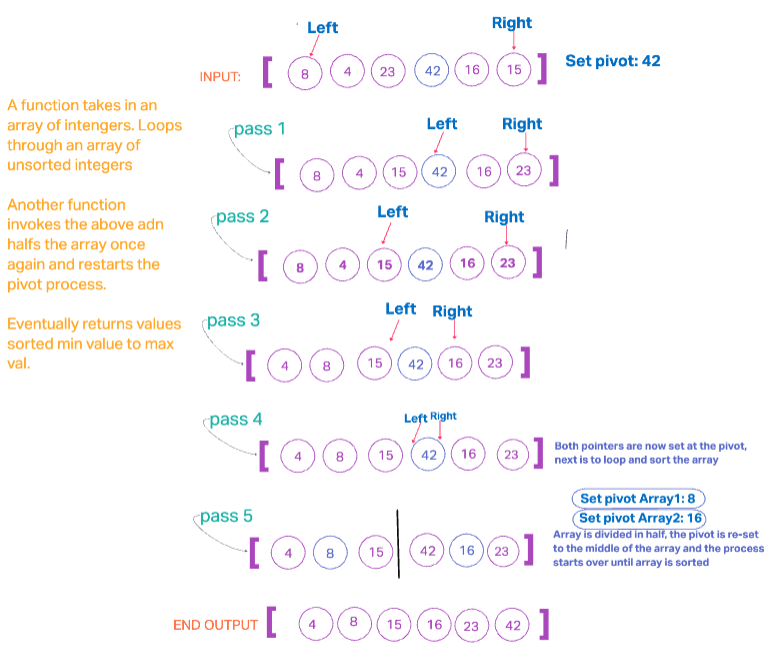 Left
Right
INPUT:
[ 8 4 23 42 16 15 ]
Set pivot: 42
A function takes in an
array of intengers. Loops
through an array of
unsorted integers
pass 1
Left
Right
[ 8 4 15 42 16 23 ]
Another function
invokes the above adn
halfs the array once
again and restarts the
pivot process.
pass 2
Left
Right
[ 8 4 15 42 16 23 ]
Eventually returns values
sorted min value to max
val.
pass 3
Left
Right
[ 4 8 15 42 16 23 ]
pass 4
Left
Right
[ 4 8 15 42 16 23 ]
Both pointers are now set at the pivot,
next is to loop and sort the array
Set pivot Array1: 8
Set pivot Array2: 16
pass 5
[ 4 8 15 | 42 16 23 ]
Array is divided in half, the pivot is re-set
to the middle of the array and the process
starts over until array is sorted
END OUTPUT
[ 4 8 15 16 23 42 ]